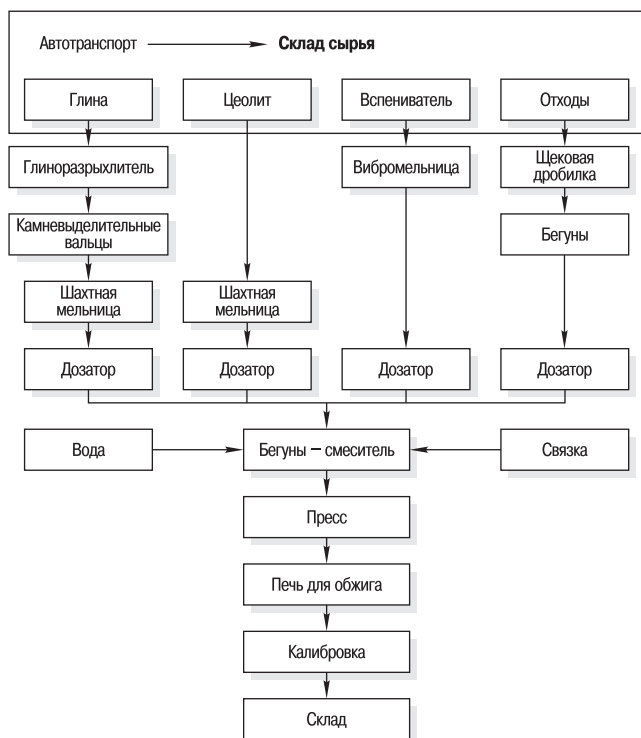 Автотранспорт Склад сырья
Глина Цеолит Вспениватель Отходы
Глиноразрыхлитель Вибромельница Щековая
дробилка
Камневыделительные
вальцы
Бегуны
Шахтная
мельница
Шахтная
мельница
Дозатор Дозатор Дозатор Дозатор
Вода Бегуны – смеситель Связка
Пресс
Печь для обжига
Калибровка
Склад